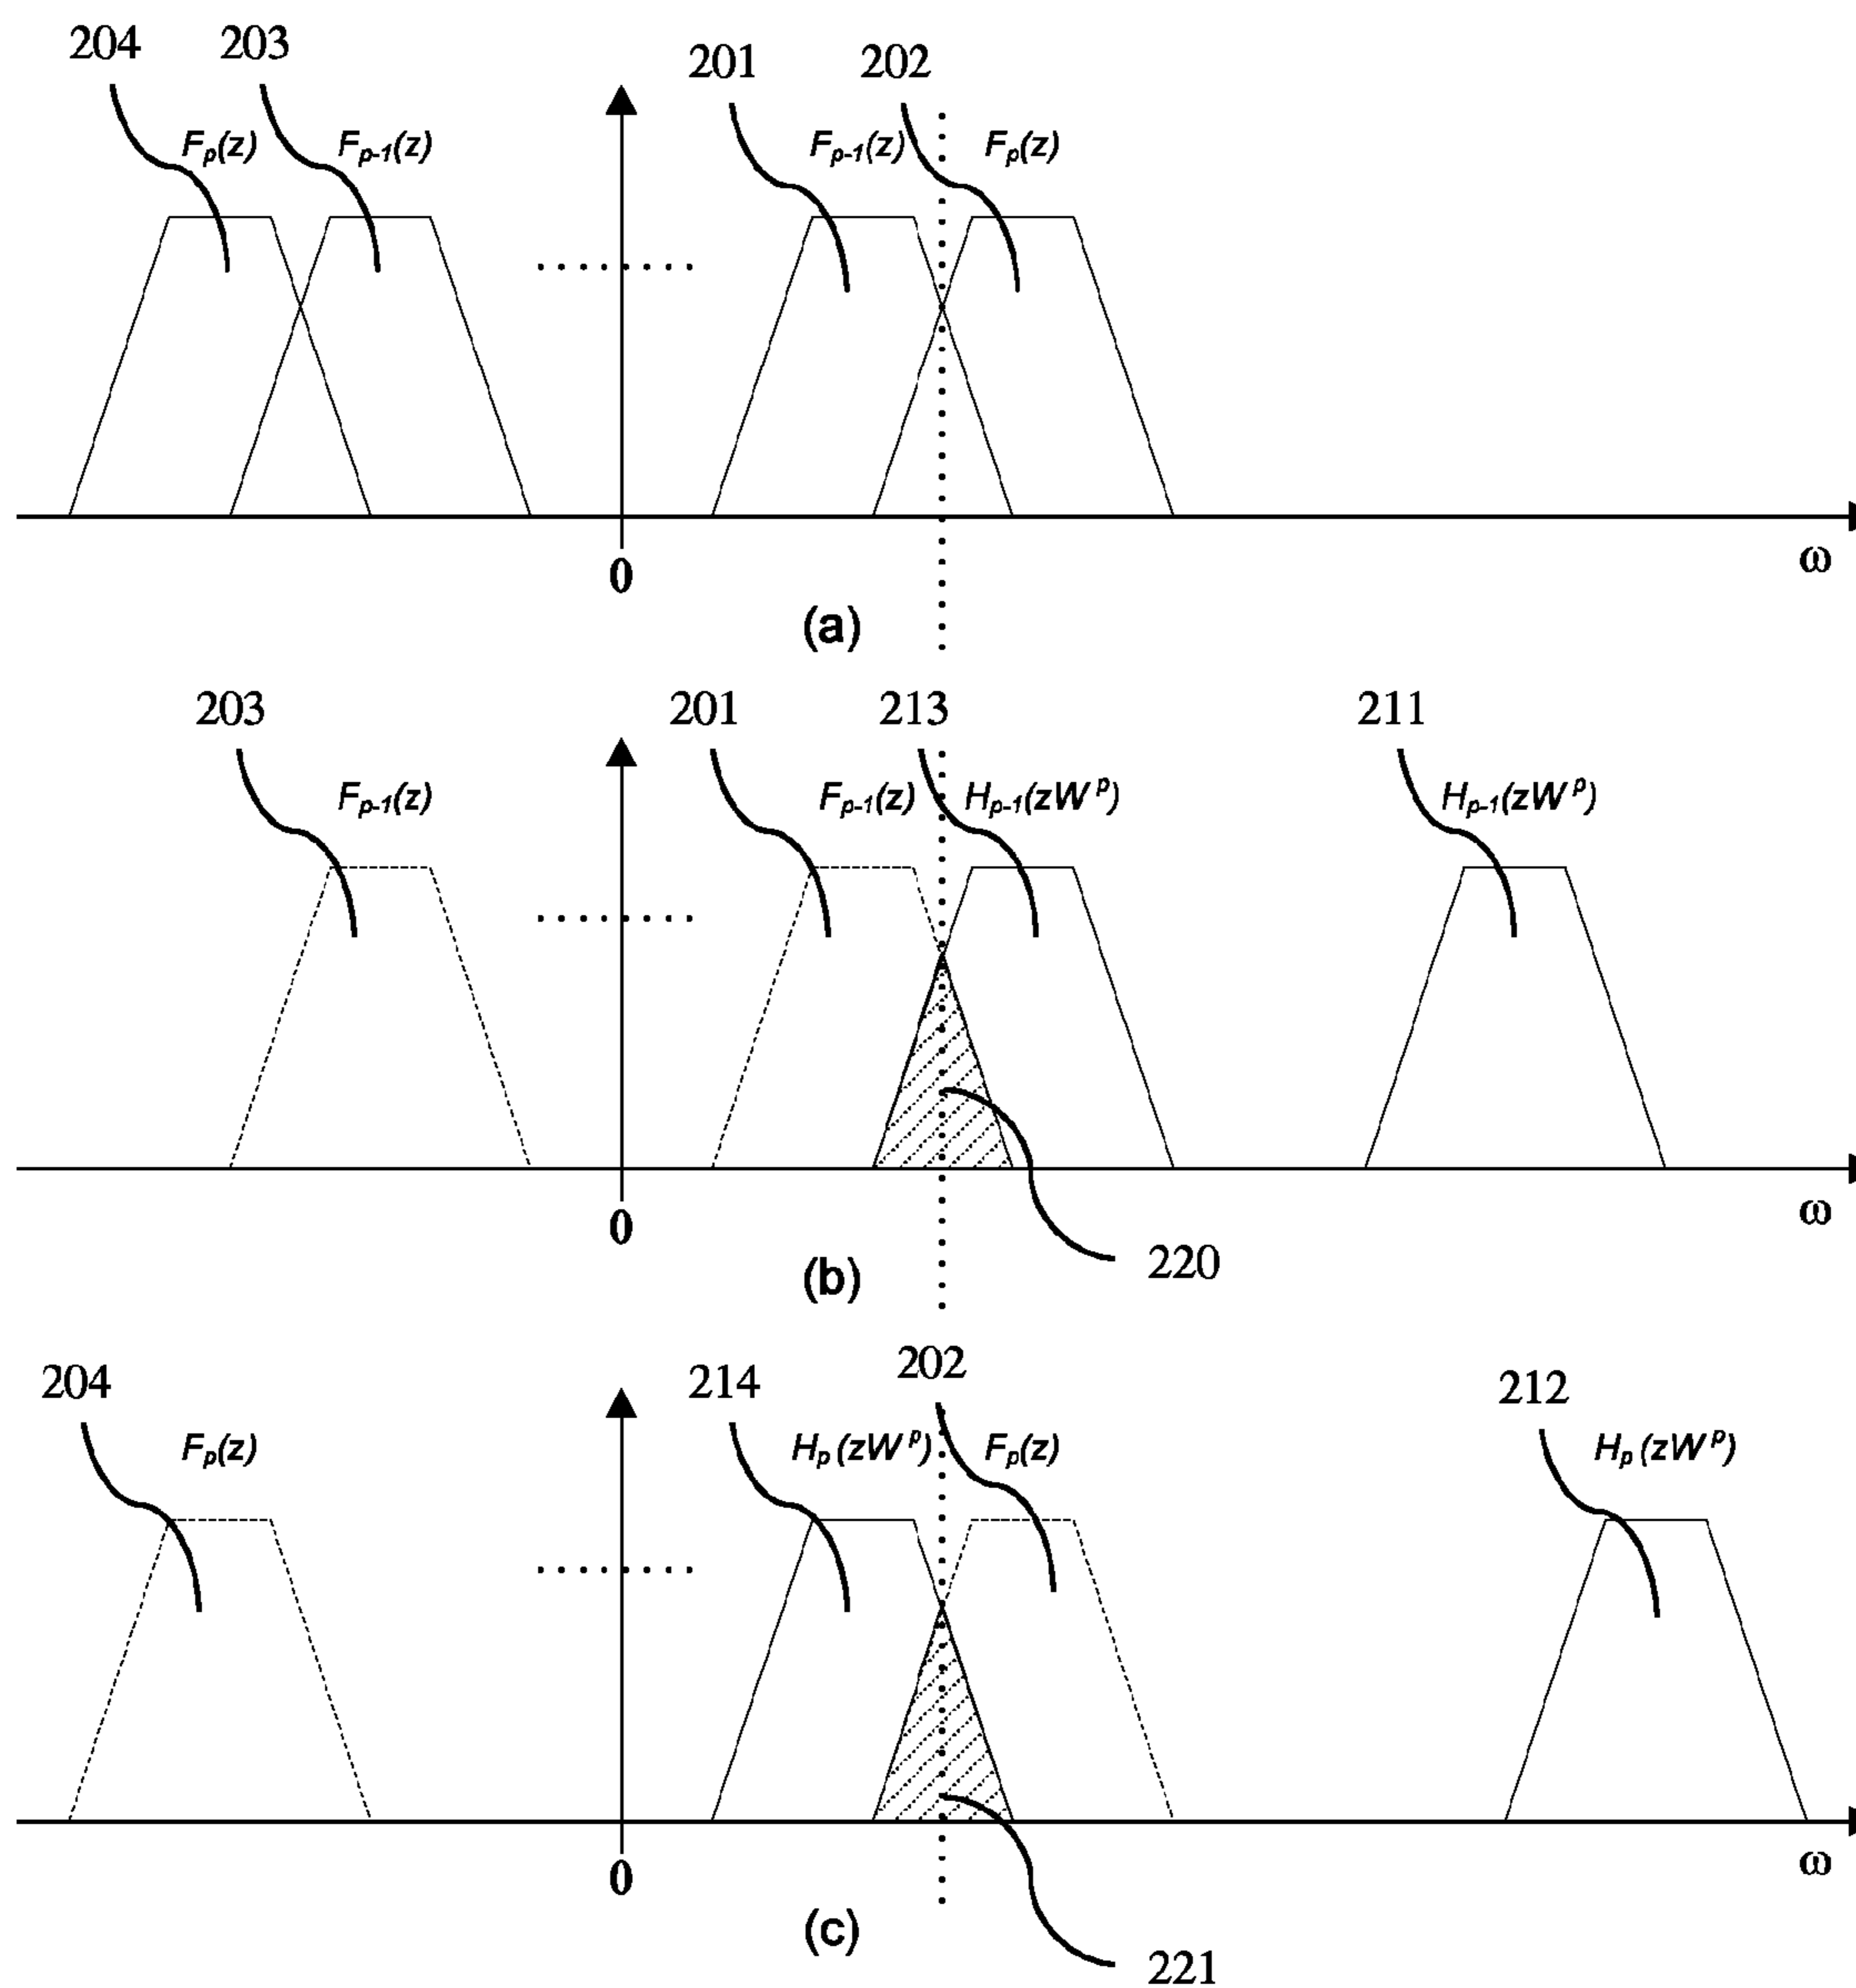 204 203 201 202
Fp(z) Fp-1(z) Fp-1(z) Fp(z)
0 ω
(a)
203 201 213 211
Fp-1(z) Fp-1(z) Hp-1(zW^p) Hp-1(zW^p)
0 ω
220
(b)
204 214 202 212
Fp(z) Hp(zW^p) Fp(z) Hp(zW^p)
0 ω
(c)
221